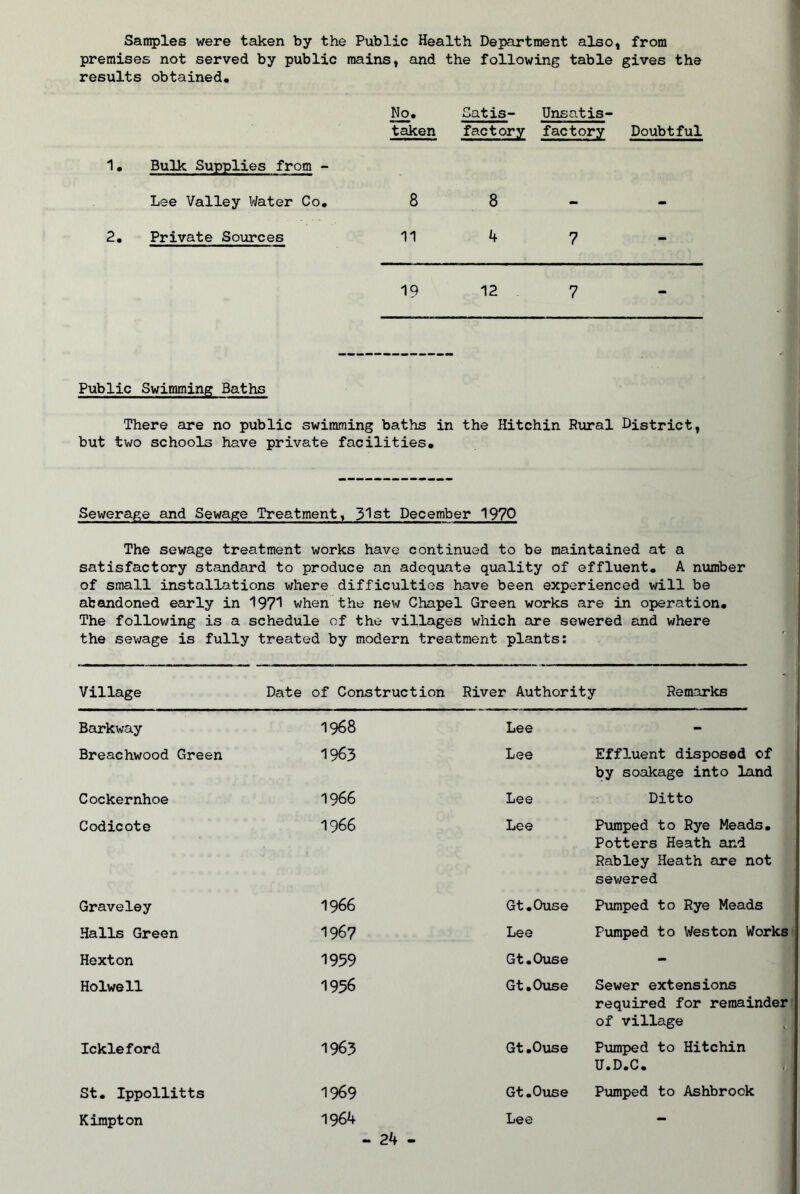 Samples were taken by the Public Health Department also, from
premises not served by public mains, and the following table gives the
results obtained.
No. Satis- Unsatis-
taken factory factory Doubtful
1. Bulk Supplies from -
Lee Valley Water Co. 8 8 - -
2. Private Sources 11 4 7 -
19 12 7 -
Public Swimming Baths
There are no public swimming baths in the Hitchin Rural District,
but two schools have private facilities.
Sewerage and Sewage Treatment, 31st December 1970
The sewage treatment works have continued to be maintained at a
satisfactory standard to produce an adequate quality of effluent. A number
of small installations where difficulties have been experienced will be
abandoned early in 1971 when the new Chapel Green works are in operation.
The following is a schedule of the villages which are sewered and where
the sewage is fully treated by modern treatment plants:
Village Date of Construction River Authority Remarks
Barkway 1968 Lee -
Breachwood Green 1963 Lee Effluent disposed of
by soakage into land
Cockernhoe 1966 Lee Ditto
Codicote 1966 Lee Pumped to Rye Meads.
Potters Heath and
Rabley Heath are not
sewered
Graveley 1966 Gt.Ouse Pumped to Rye Meads
Halls Green 1967 Lee Pumped to Weston Works
Hexton 1959 Gt.Ouse -
Holwell 1956 Gt.Ouse Sewer extensions
required for remainder
of village
Ickleford 1963 Gt.Ouse Pumped to Hitchin
U.D.C.
St. Ippollitts 1969 Gt.Ouse Pumped to Ashbrook
Kimpton 1964 Lee -
- 24 -